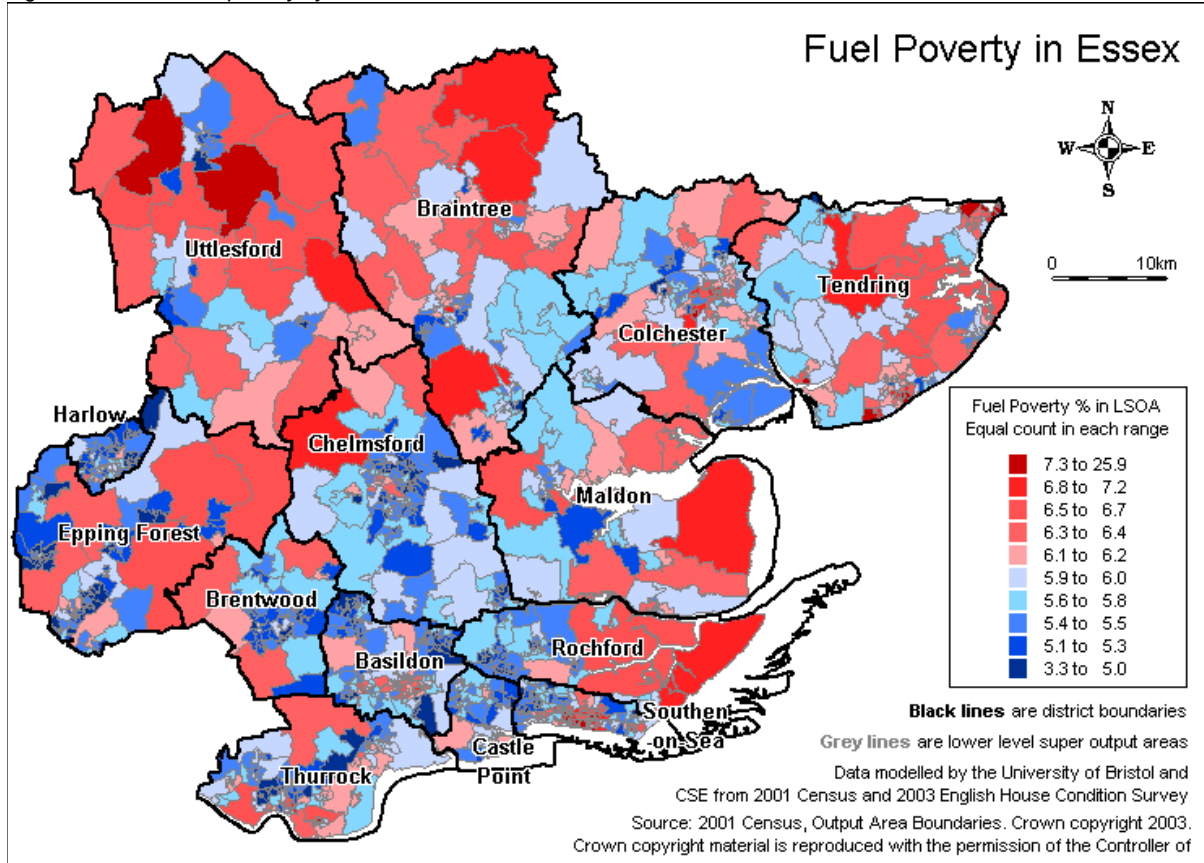 Fuel Poverty in Essex
N
W E
S
0 10km
Uttlesford
Braintree
Tendring
Colchester
Harlow
Chelmsford
Maldon
Epping Forest
Brentwood
Basildon
Rochford
Southen
-on-Sea
Castle
Point
Thurrock
Fuel Poverty % in LSOA
Equal count in each range
7.3 to 25.9
6.8 to 7.2
6.5 to 6.7
6.3 to 6.4
6.1 to 6.2
5.9 to 6.0
5.6 to 5.8
5.4 to 5.5
5.1 to 5.3
3.3 to 5.0
Black lines are district boundaries
Grey lines are lower level super output areas
Data modelled by the University of Bristol and
CSE from 2001 Census and 2003 English House Condition Survey
Source: 2001 Census, Output Area Boundaries. Crown copyright 2003.
Crown copyright material is reproduced with the permission of the Controller of